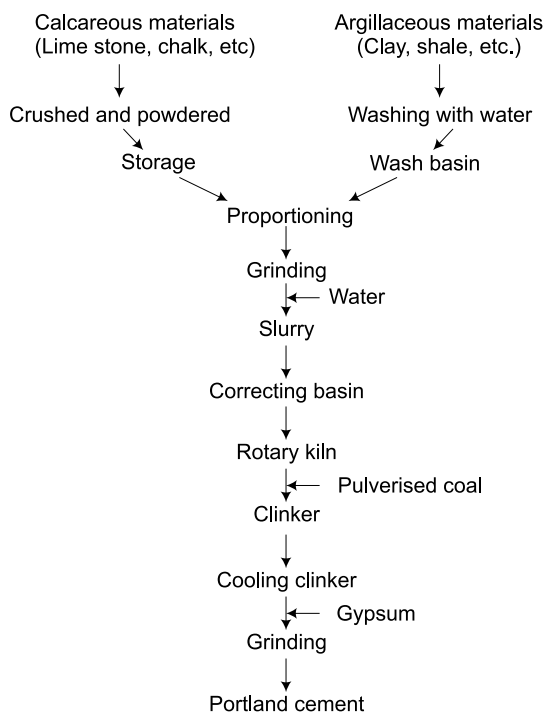 Calcareous materials
(Lime stone, chalk, etc)
Argillaceous materials
(Clay, shale, etc.)
Crushed and powdered
Washing with water
Storage
Wash basin
Proportioning
Grinding
Water
Slurry
Correcting basin
Rotary kiln
Pulverised coal
Clinker
Cooling clinker
Gypsum
Grinding
Portland cement